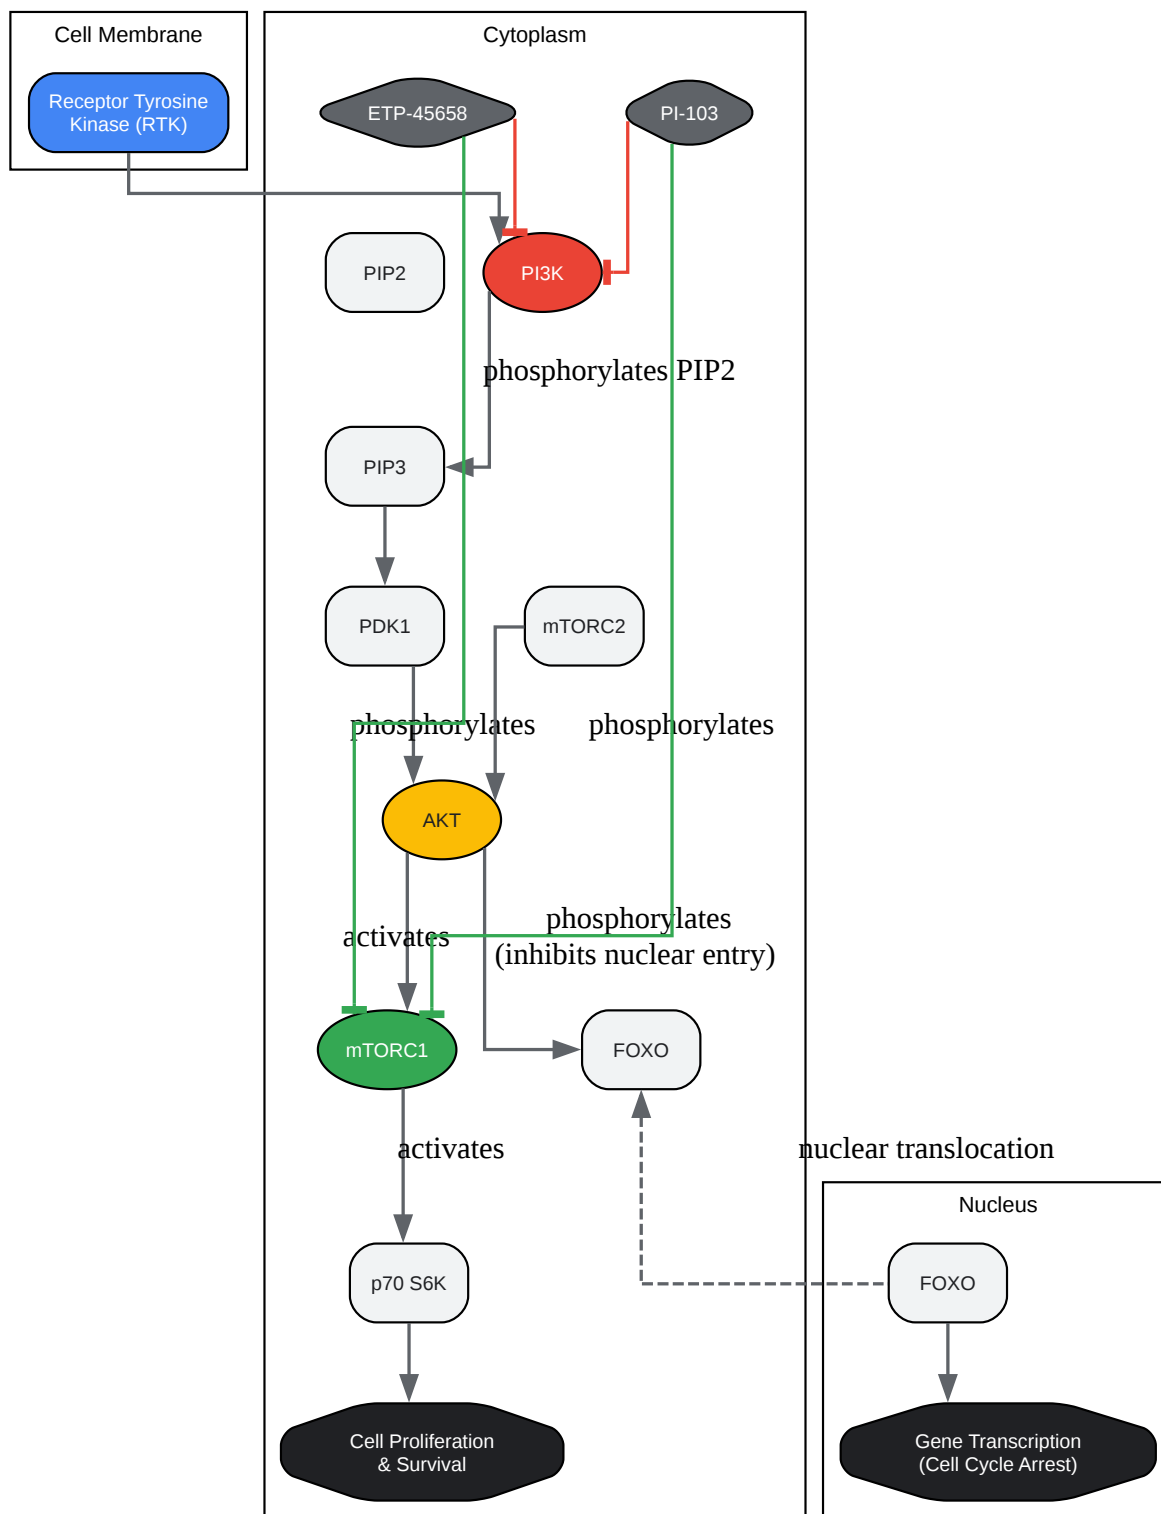 Cell Membrane
Cytoplasm
Receptor Tyrosine
Kinase (RTK)
ETP-45658
PI-103
PIP2
PI3K
phosphorylates PIP2
PIP3
PDK1
mTORC2
phosphorylates
phosphorylates
AKT
activates
phosphorylates
(inhibits nuclear entry)
mTORC1
FOXO
activates
nuclear translocation
Nucleus
p70 S6K
FOXO
Cell Proliferation
& Survival
Gene Transcription
(Cell Cycle Arrest)